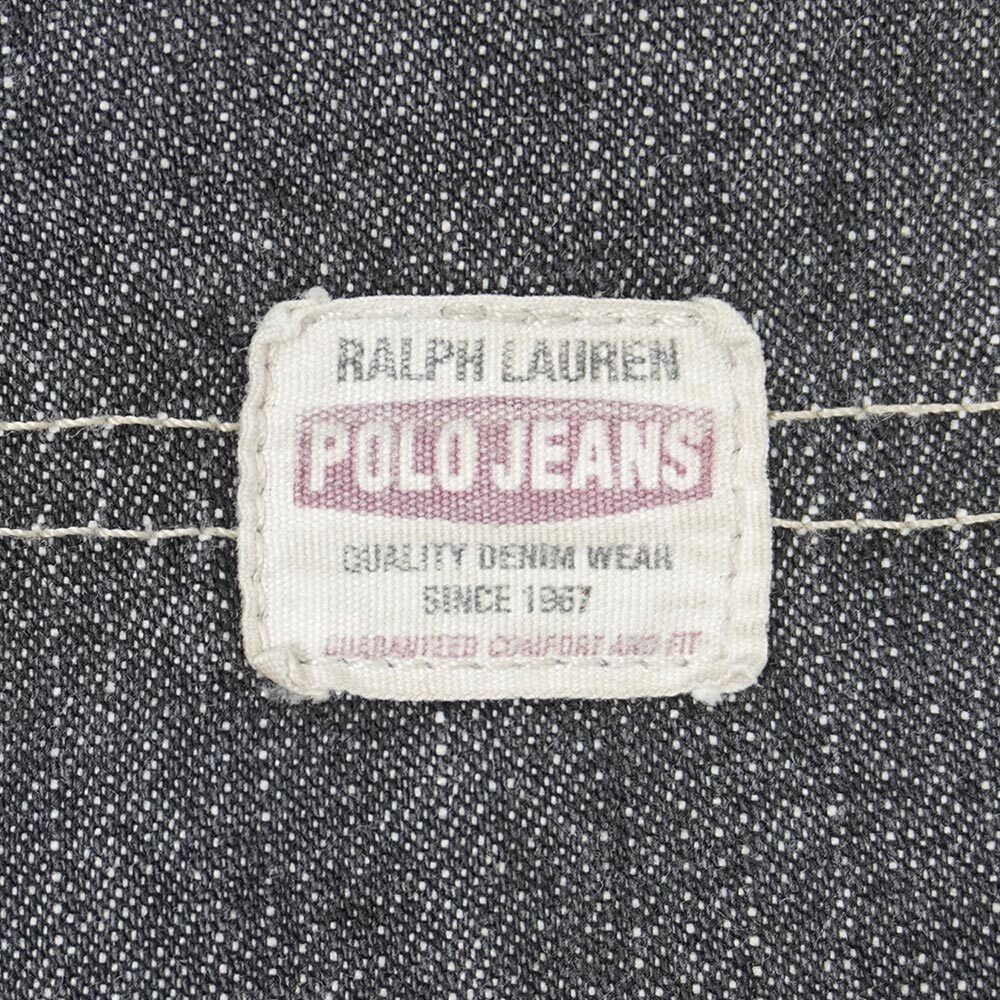 RALPH LAUREN
POLO JEANS
QUALITY DENIM WEAR
SINCE 1967
GUARANTEED COMFORT AND FIT